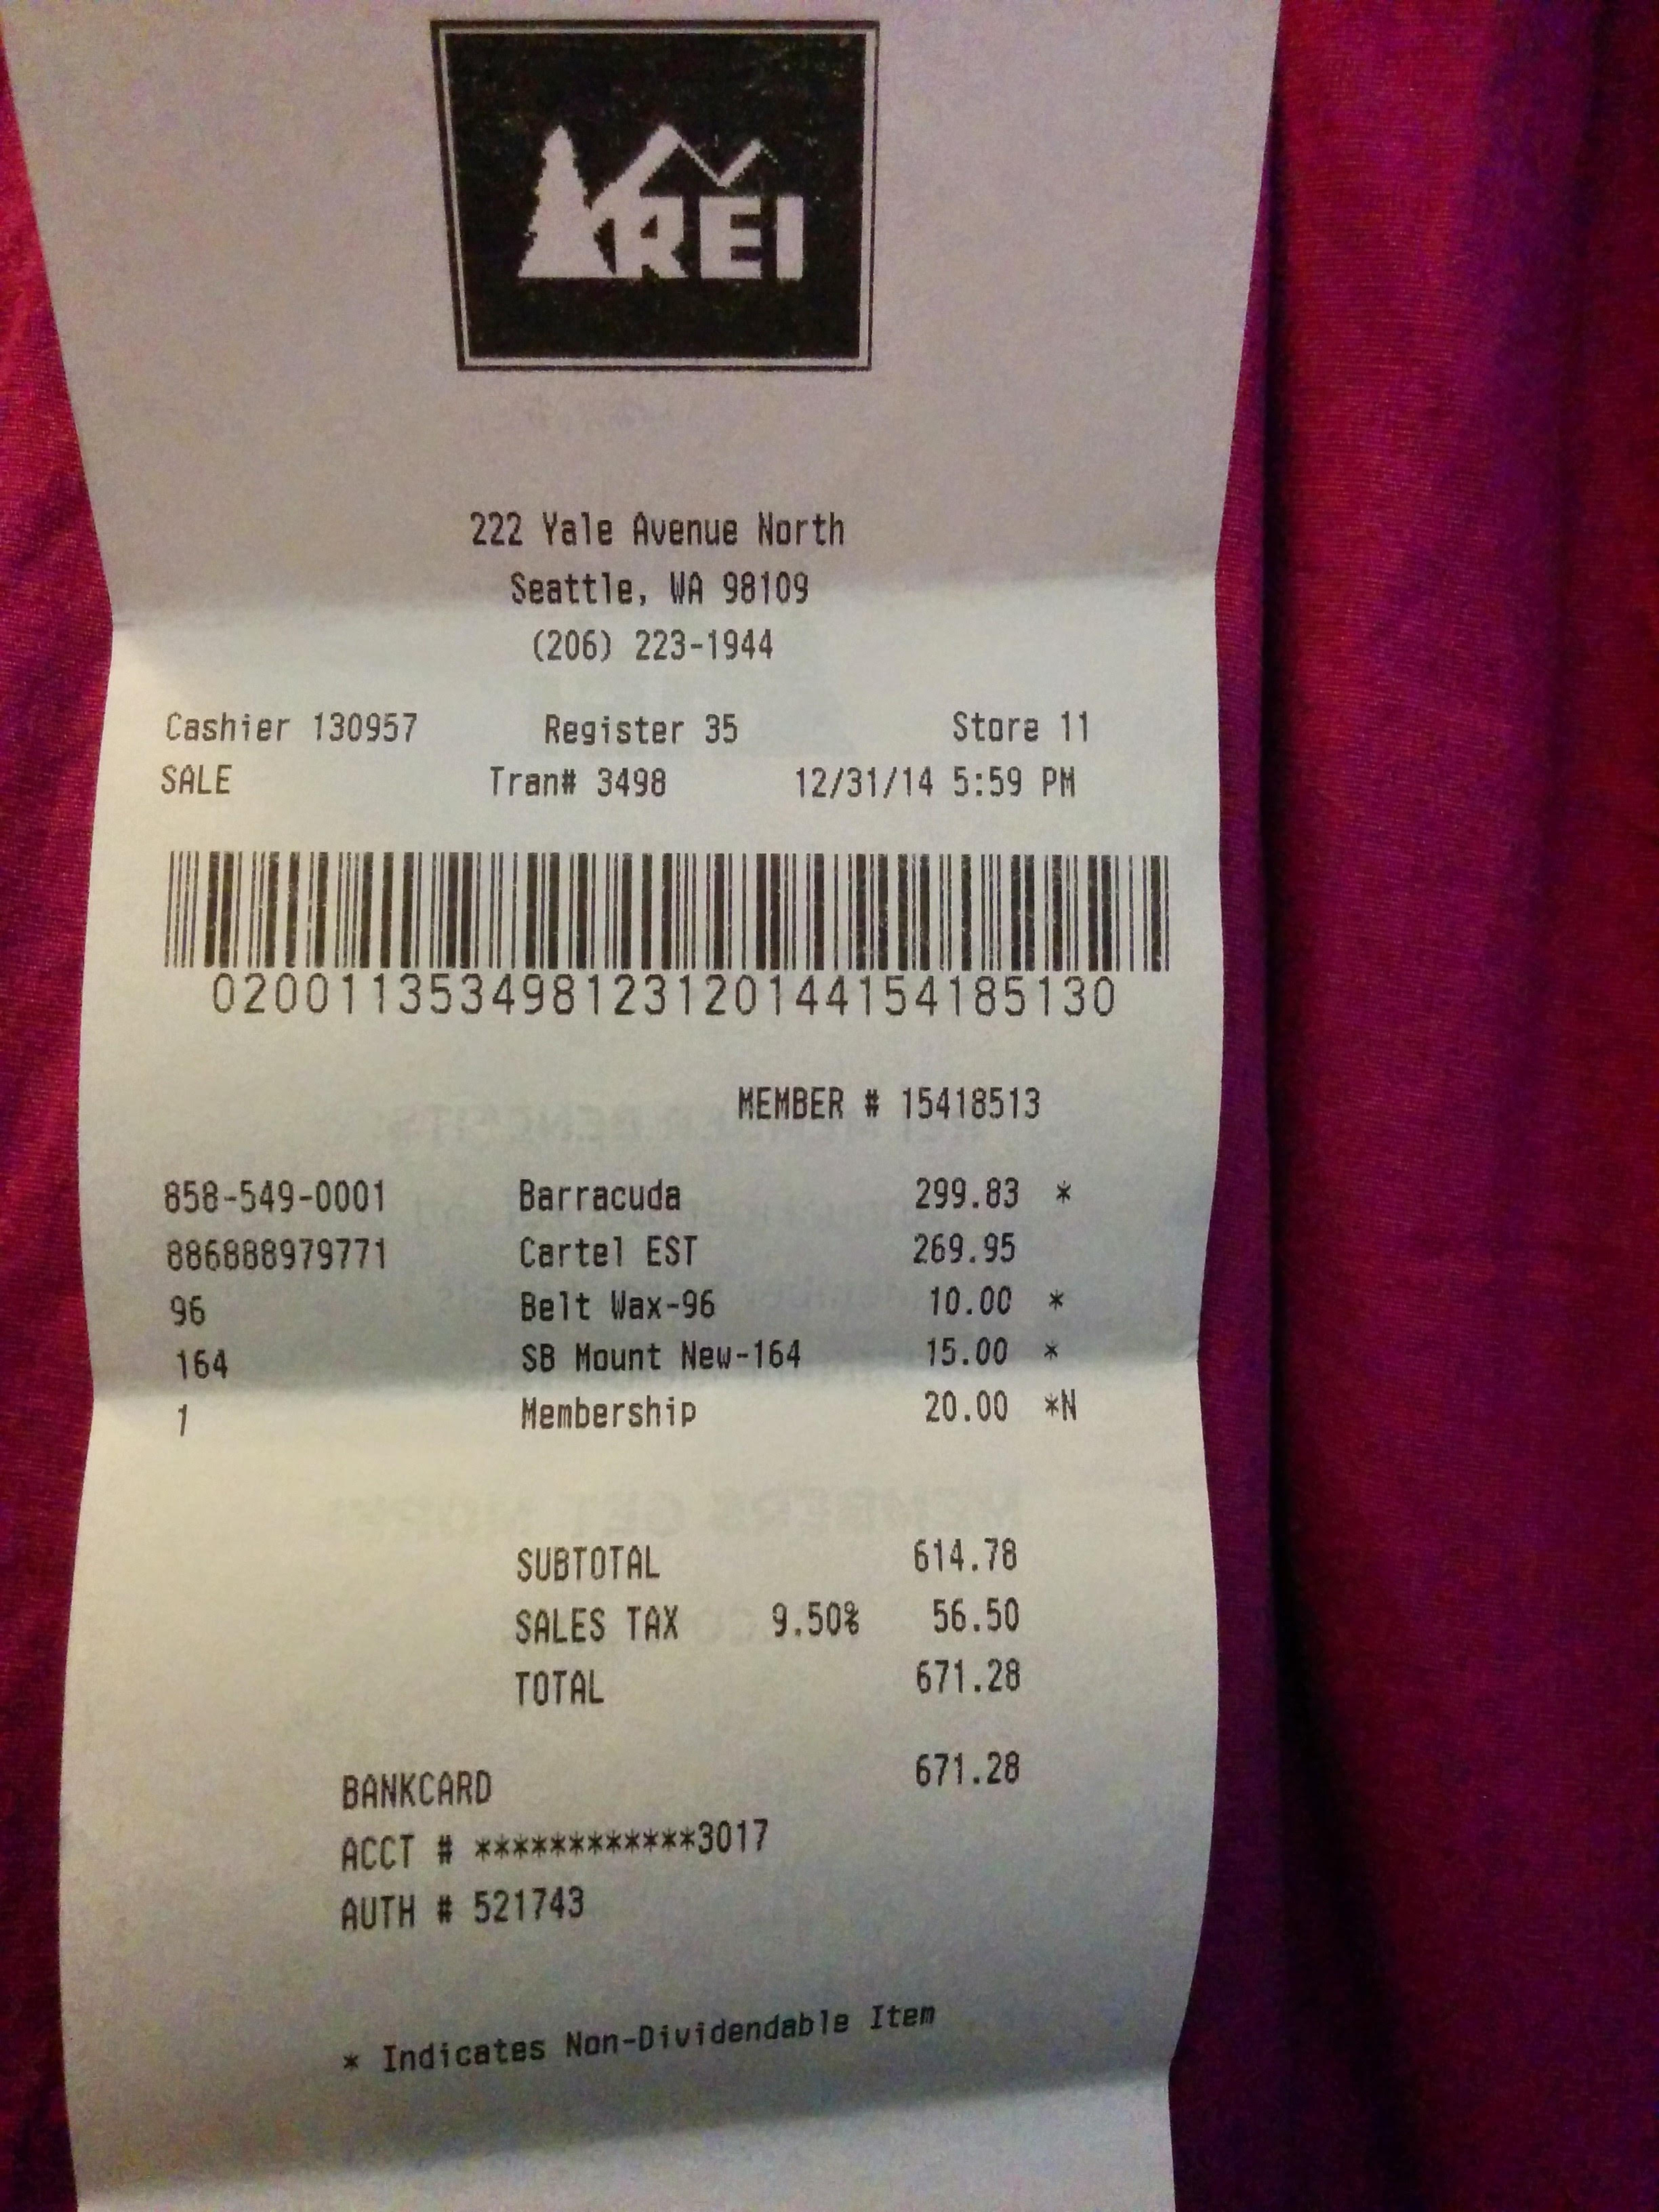 REI
222 Yale Avenue North
Seattle, WA 98109
(206) 223-1944
Cashier 130957 Register 35 Store 11
SALE Tran# 3498 12/31/14 5:59 PM
0200113534981231201441541851​30
MEMBER # 15418513
858-549-0001 Barracuda 299.83 *
886888979771 Cartel EST 269.95
96 Belt Wax-96 10.00 *
164 SB Mount New-164 15.00 *
1 Membership 20.00 *N
SUBTOTAL 614.78
SALES TAX 9.50% 56.50
TOTAL 671.28
BANKCARD 671.28
ACCT # ************3017
AUTH # 521743
* Indicates Non-Dividendable Item